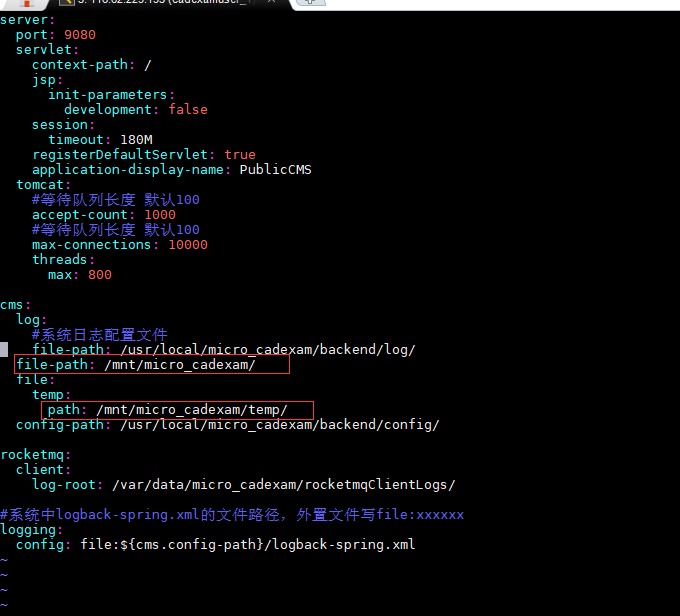 server:
  port: 9080
  servlet:
    context-path: /
    jsp:
      init-parameters:
        development: false
    session:
      timeout: 180M
    registerDefaultServlet: true
    application-display-name: PublicCMS
  tomcat:
    #等待队列长度 默认100
    accept-count: 1000
    #等待队列长度 默认100
    max-connections: 10000
    threads:
      max: 800

cms:
  log:
    #系统日志配置文件
    file-path: /usr/local/micro_cadexam/backend/log/
  file-path: /mnt/micro_cadexam/
  file:
    temp:
      path: /mnt/micro_cadexam/temp/
  config-path: /usr/local/micro_cadexam/backend/config/

rocketmq:
  client:
    log-root: /var/data/micro_cadexam/rocketmqClientLogs/

#系统中logback-spring.xml的文件路径，外置文件写file:xxxxxx
logging:
  config: file:${cms.config-path}/logback-spring.xml
~
~
~
~